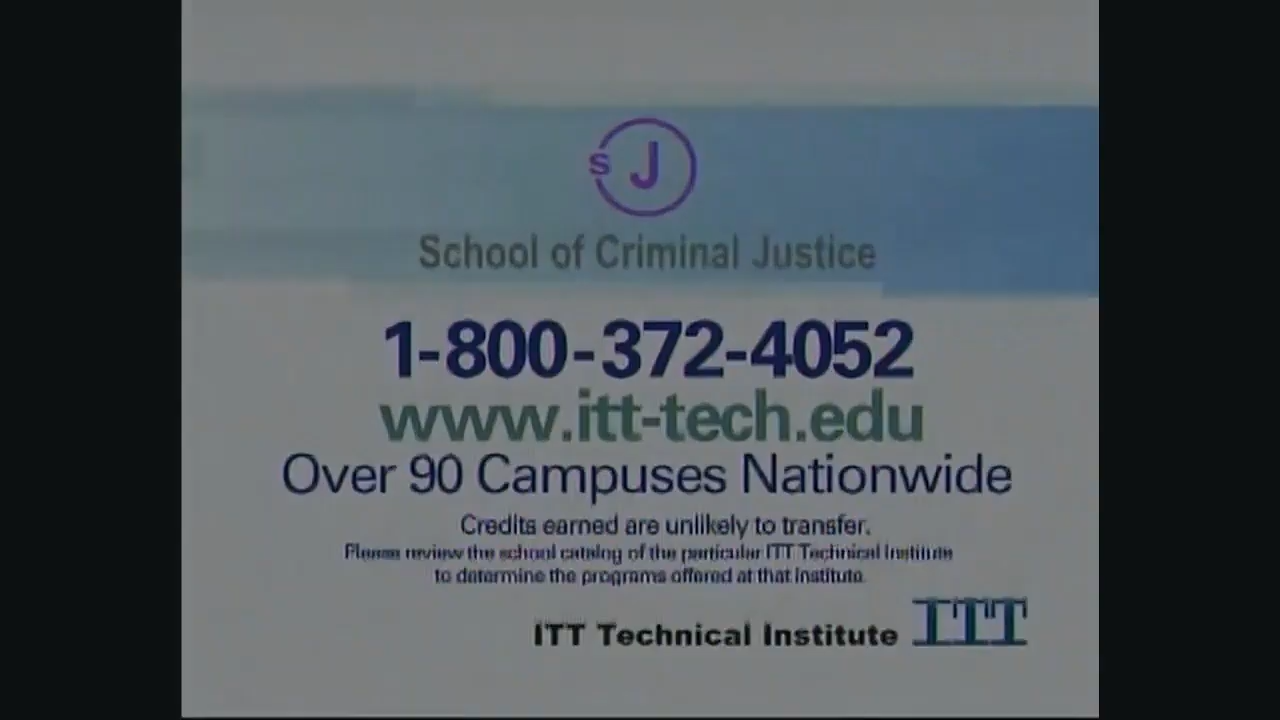 S J
School of Criminal Justice
1-800-372-4052
www.itt-tech.edu
Over 90 Campuses Nationwide
Credits earned are unlikely to transfer.
Please review the school catalog of the particular ITT Technical Institute
to determine the programs offered at that institute.
ITT Technical Institute ITT